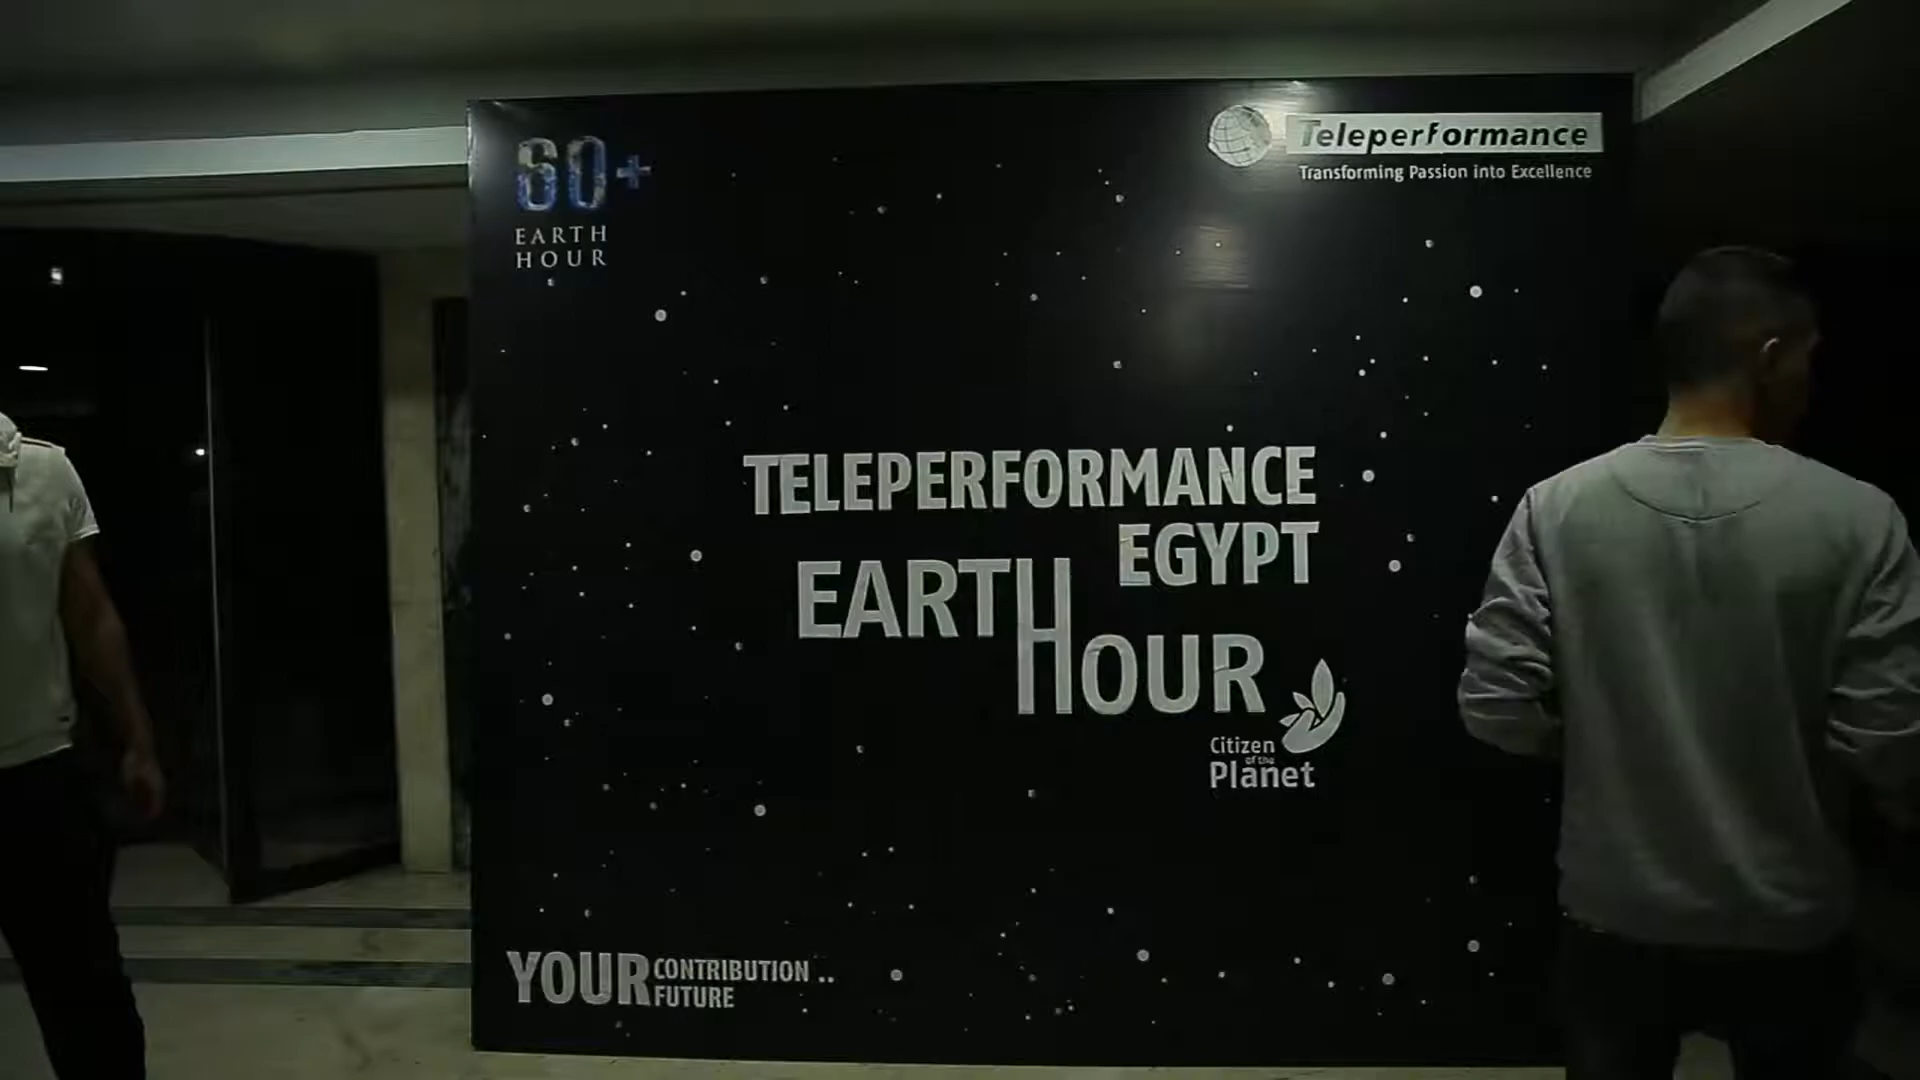 60+
EARTH
HOUR
Teleperformance
Transforming Passion into Excellence
TELEPERFORMANCE
EGYPT
EARTH
HOUR
Citizen
of the
Planet
YOUR CONTRIBUTION ..
FUTURE